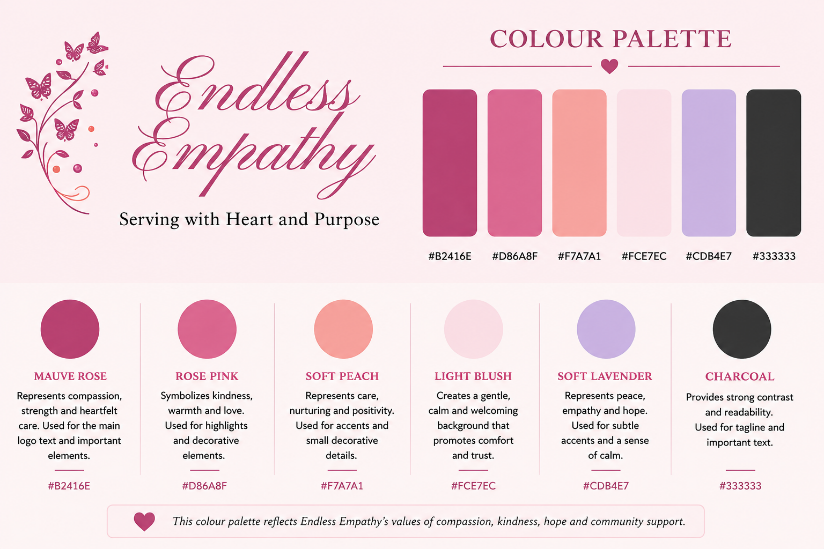 Endless
Empathy
Serving with Heart and Purpose
COLOUR PALETTE
#B2416E
#D86A8F
#F7A7A1
#FCE7EC
#CDB4E7
#333333
MAUVE ROSE
Represents compassion,
strength and heartfelt
care. Used for the main
logo text and important
elements.
#B2416E
ROSE PINK
Symbolizes kindness,
warmth and love.
Used for highlights
and decorative
elements.
#D86A8F
SOFT PEACH
Represents care,
nurturing and positivity.
Used for accents and
small decorative
details.
#F7A7A1
LIGHT BLUSH
Creates a gentle,
calm and welcoming
background that
promotes comfort
and trust.
#FCE7EC
SOFT LAVENDER
Represents peace,
empathy and hope.
Used for subtle
accents and a sense
of calm.
#CDB4E7
CHARCOAL
Provides strong contrast
and readability.
Used for tagline and
important text.
#333333
This colour palette reflects Endless Empathy's values of compassion, kindness, hope and community support.